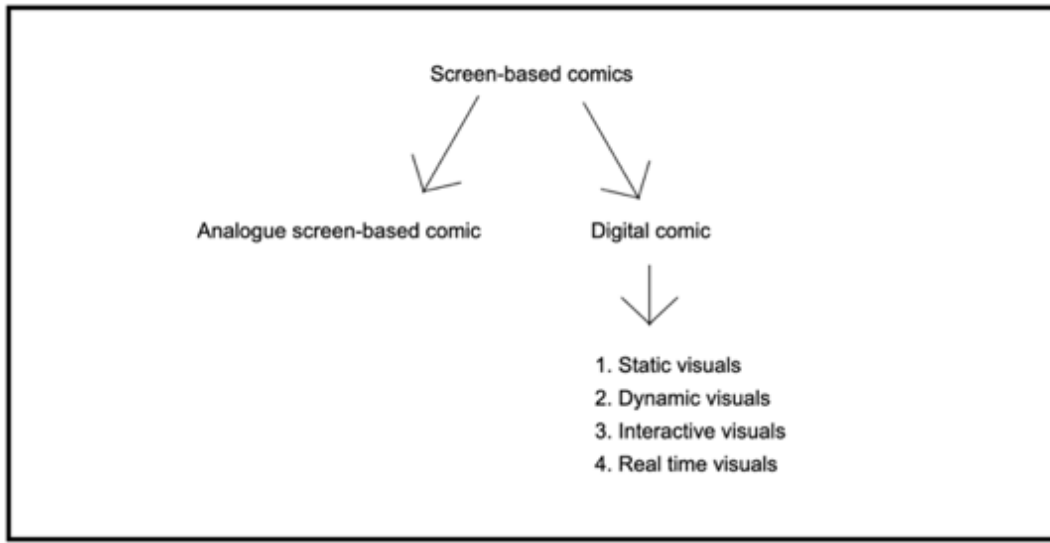 Screen-based comics
Analogue screen-based comic
Digital comic
1. Static visuals
2. Dynamic visuals
3. Interactive visuals
4. Real time visuals